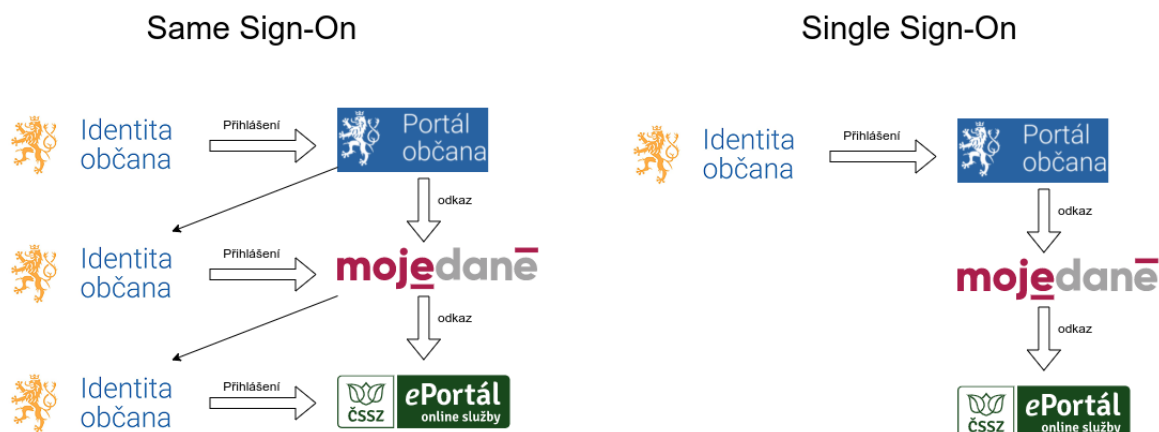 Same Sign-On
Single Sign-On
Identita
občana
Přihlášení
Portál
občana
odkaz
Identita
občana
Přihlášení
mojedaně
odkaz
Identita
občana
Přihlášení
ČSSZ
ePortál
online služby
Identita
občana
Přihlášení
Portál
občana
odkaz
mojedaně
odkaz
ČSSZ
ePortál
online služby